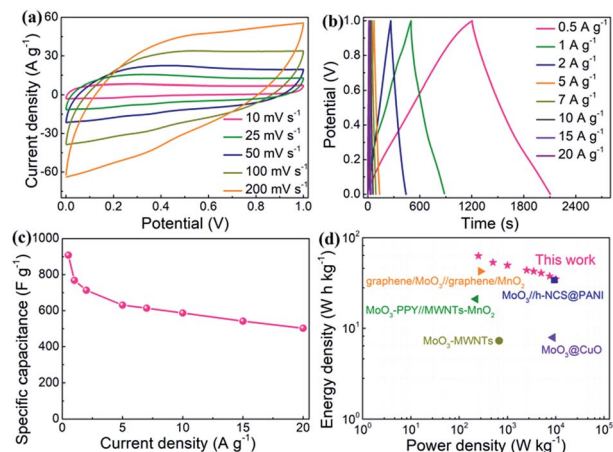 (a)
60
30
0
-30
-60
Current density (A g⁻¹)
10 mV s⁻¹
25 mV s⁻¹
50 mV s⁻¹
100 mV s⁻¹
200 mV s⁻¹
0.0 0.2 0.4 0.6 0.8 1.0
Potential (V)
(b)
1.0
0.8
0.6
0.4
0.2
0.0
Potential (V)
0.5 A g⁻¹
1 A g⁻¹
2 A g⁻¹
5 A g⁻¹
7 A g⁻¹
10 A g⁻¹
15 A g⁻¹
20 A g⁻¹
0 600 1200 1800 2400
Time (s)
(c)
1000
800
600
400
200
0
Specific capacitance (F g⁻¹)
0 5 10 15 20
Current density (A g⁻¹)
(d)
10²
10¹
10⁰
Energy density (W h kg⁻¹)
This work
graphene/MoO₃//graphene/MnO₂
MoO₃//h-NCS@PANI
MoO₃-PPY//MWNTs-MnO₂
MoO₃-MWNTs
MoO₃@CuO
10⁰ 10¹ 10² 10³ 10⁴ 10⁵
Power density (W kg⁻¹)